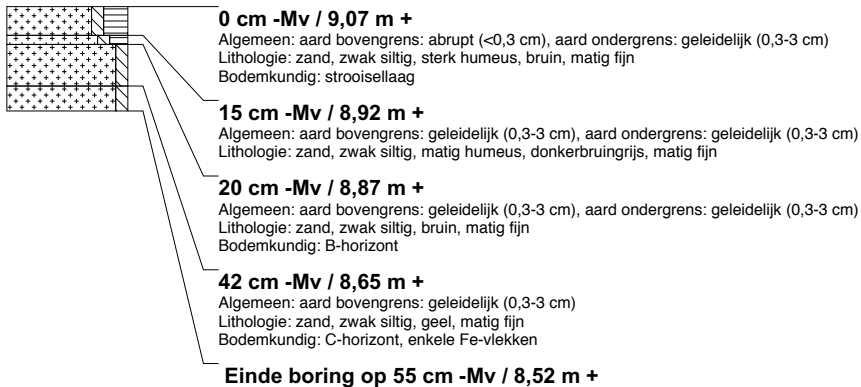 0 cm -Mv / 9,07 m +
Algemeen: aard bovengrens: abrupt (<0,3 cm), aard ondergrens: geleidelijk (0,3-3 cm)
Lithologie: zand, zwak siltig, sterk humeus, bruin, matig fijn
Bodemkundig: strooisellaag
15 cm -Mv / 8,92 m +
Algemeen: aard bovengrens: geleidelijk (0,3-3 cm), aard ondergrens: geleidelijk (0,3-3 cm)
Lithologie: zand, zwak siltig, matig humeus, donkerbruingrijs, matig fijn
20 cm -Mv / 8,87 m +
Algemeen: aard bovengrens: geleidelijk (0,3-3 cm), aard ondergrens: geleidelijk (0,3-3 cm)
Lithologie: zand, zwak siltig, bruin, matig fijn
Bodemkundig: B-horizont
42 cm -Mv / 8,65 m +
Algemeen: aard bovengrens: geleidelijk (0,3-3 cm)
Lithologie: zand, zwak siltig, geel, matig fijn
Bodemkundig: C-horizont, enkele Fe-vlekken
Einde boring op 55 cm -Mv / 8,52 m +